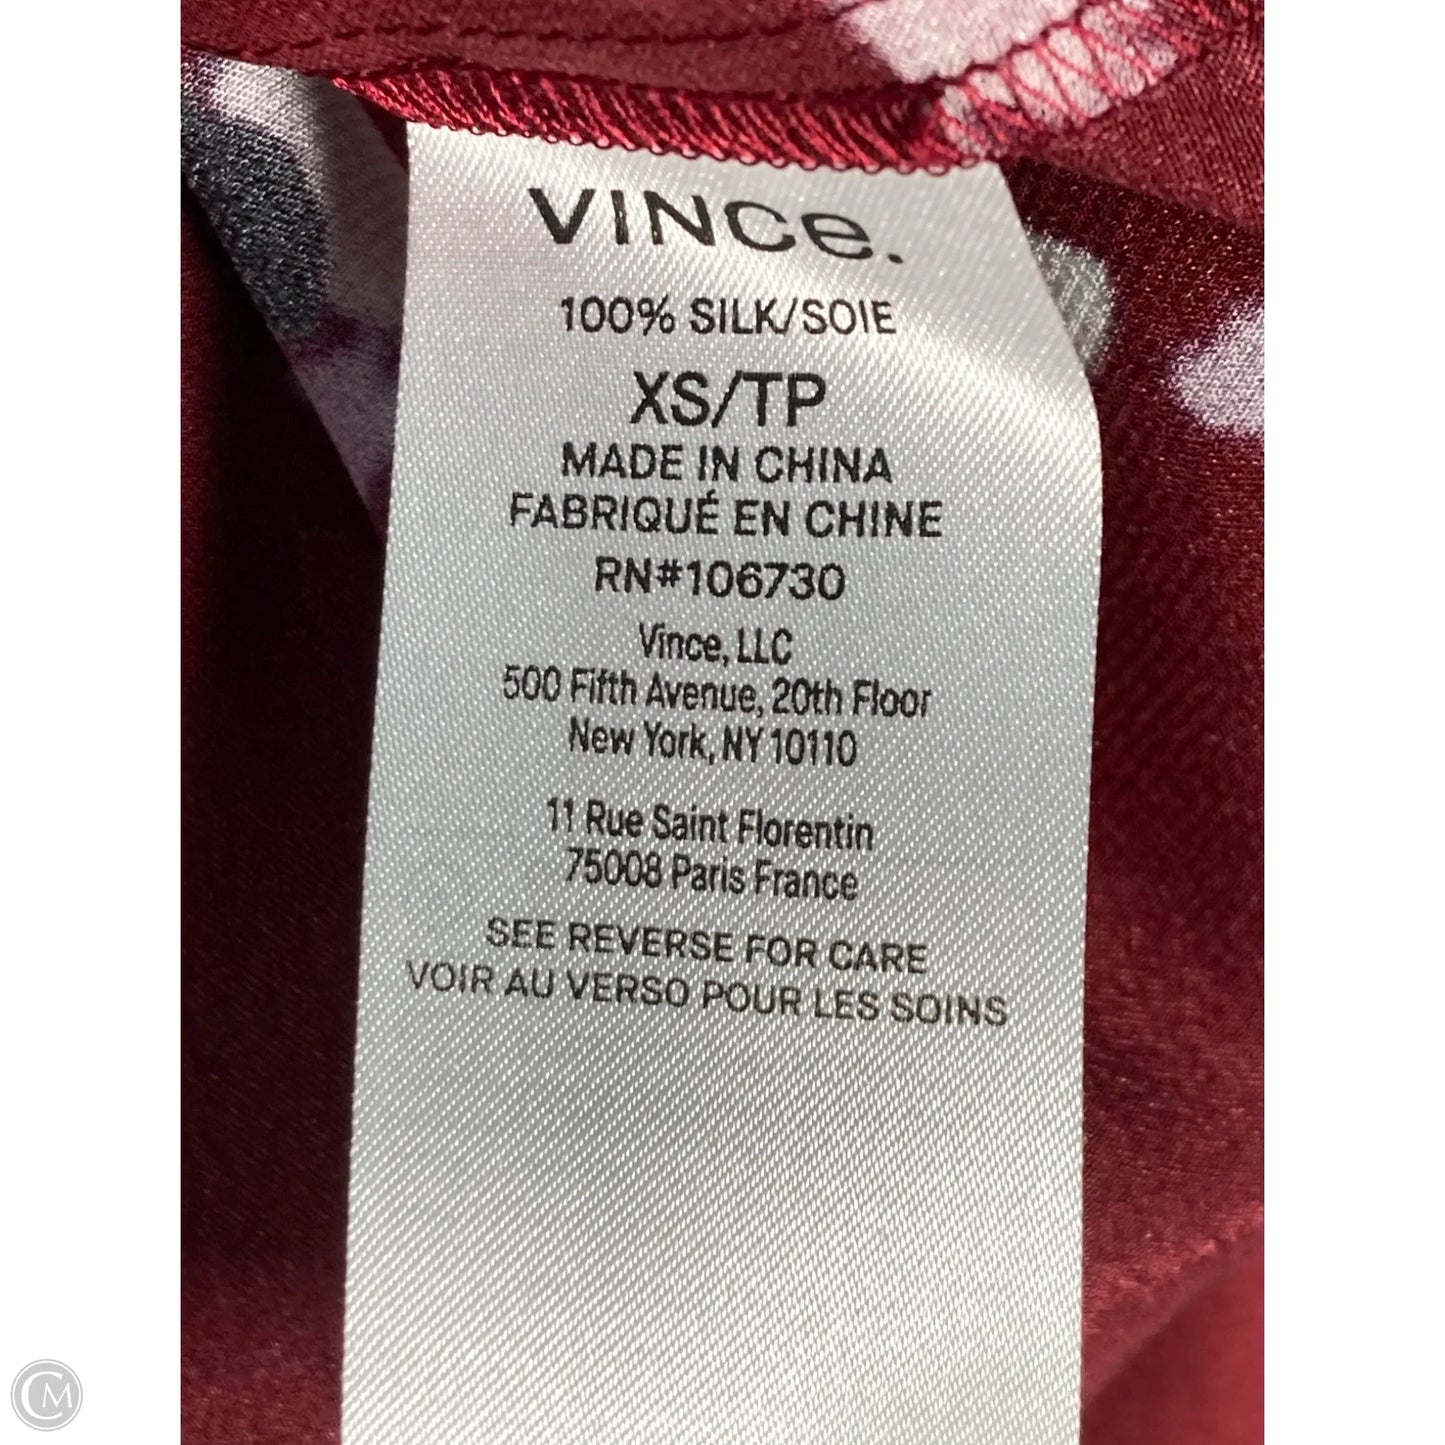 VINCe.
100% SILK/SOIE
XS/TP
MADE IN CHINA
FABRIQUÉ EN CHINE
RN#106730
Vince, LLC
500 Fifth Avenue, 20th Floor
New York, NY 10110
11 Rue Saint Florentin
75008 Paris France
SEE REVERSE FOR CARE
VOIR AU VERSO POUR LES SOINS
CM